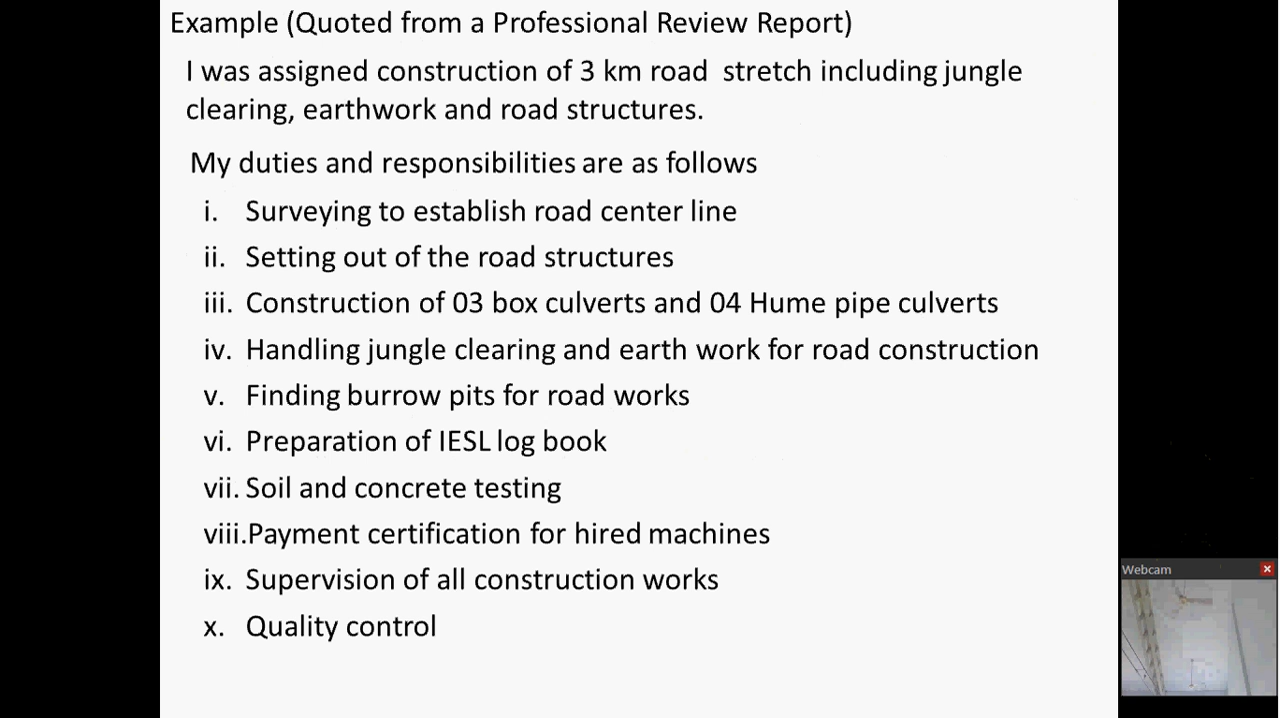 Example (Quoted from a Professional Review Report)
I was assigned construction of 3 km road stretch including jungle
clearing, earthwork and road structures.
My duties and responsibilities are as follows
i. Surveying to establish road center line
ii. Setting out of the road structures
iii. Construction of 03 box culverts and 04 Hume pipe culverts
iv. Handling jungle clearing and earth work for road construction
v. Finding burrow pits for road works
vi. Preparation of IESL log book
vii. Soil and concrete testing
viii.Payment certification for hired machines
ix. Supervision of all construction works
x. Quality control
Webcam